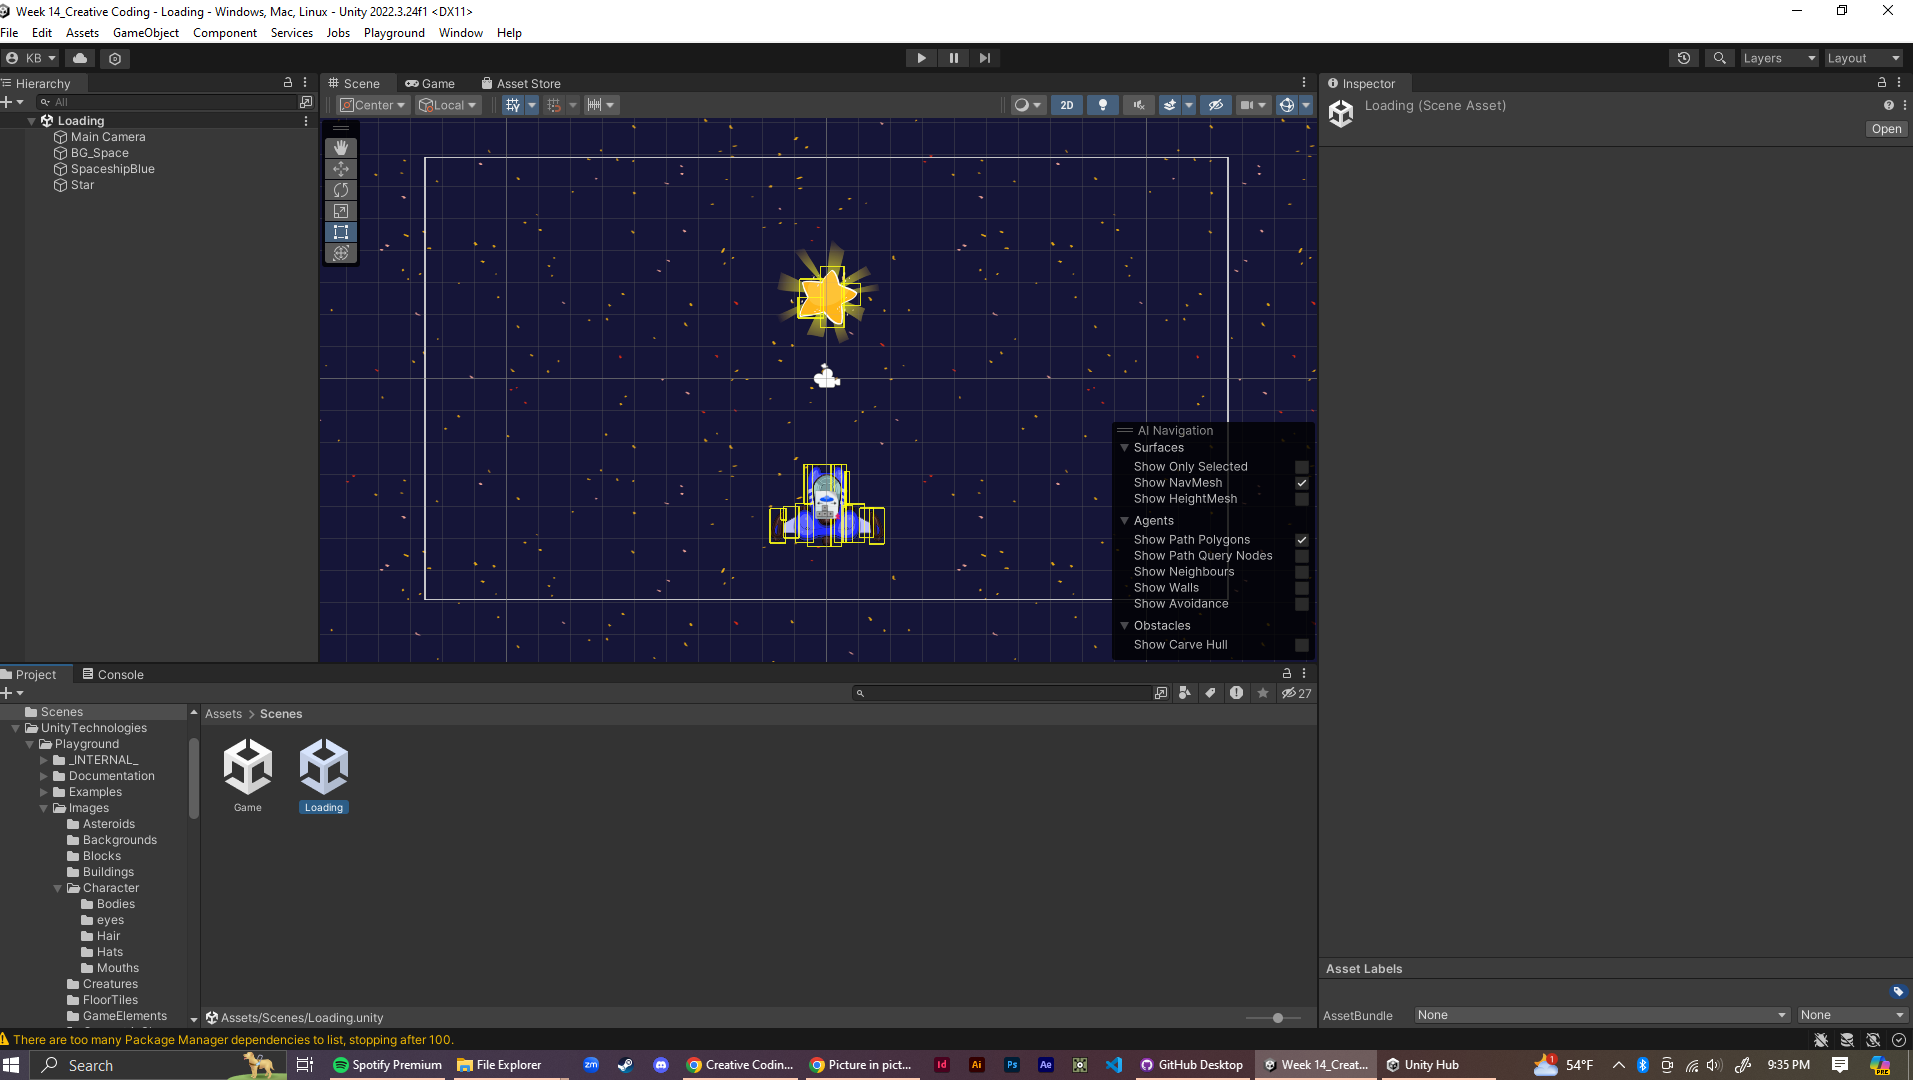 Week 14_Creative Coding - Loading - Windows, Mac, Linux - Unity 2022.3.24f1 <DX11>
File Edit Assets GameObject Component Services Jobs Playground Window Help
KB Layers Layout
Hierarchy
All
Loading
Main Camera
BG_Space
SpaceshipBlue
Star
Scene Game Asset Store
Center Local 2D
AI Navigation
Surfaces
Show Only Selected
Show NavMesh
Show HeightMesh
Agents
Show Path Polygons
Show Path Query Nodes
Show Neighbours
Show Walls
Show Avoidance
Obstacles
Show Carve Hull
Inspector
Loading (Scene Asset)
Open
Project Console
27
Scenes
UnityTechnologies
Playground
_INTERNAL_
Documentation
Examples
Images
Asteroids
Backgrounds
Blocks
Buildings
Character
Bodies
eyes
Hair
Hats
Mouths
Creatures
FloorTiles
GameElements
Assets > Scenes
Game Loading
Assets/Scenes/Loading.unity
Asset Labels
AssetBundle None None
There are too many Package Manager dependencies to list, stopping after 100.
Search Spotify Premium File Explorer zm Creative Codin... Picture in pict... Id Ai Ps Ae GitHub Desktop Week 14_Creat... Unity Hub 1 54°F 9:35 PM PRE